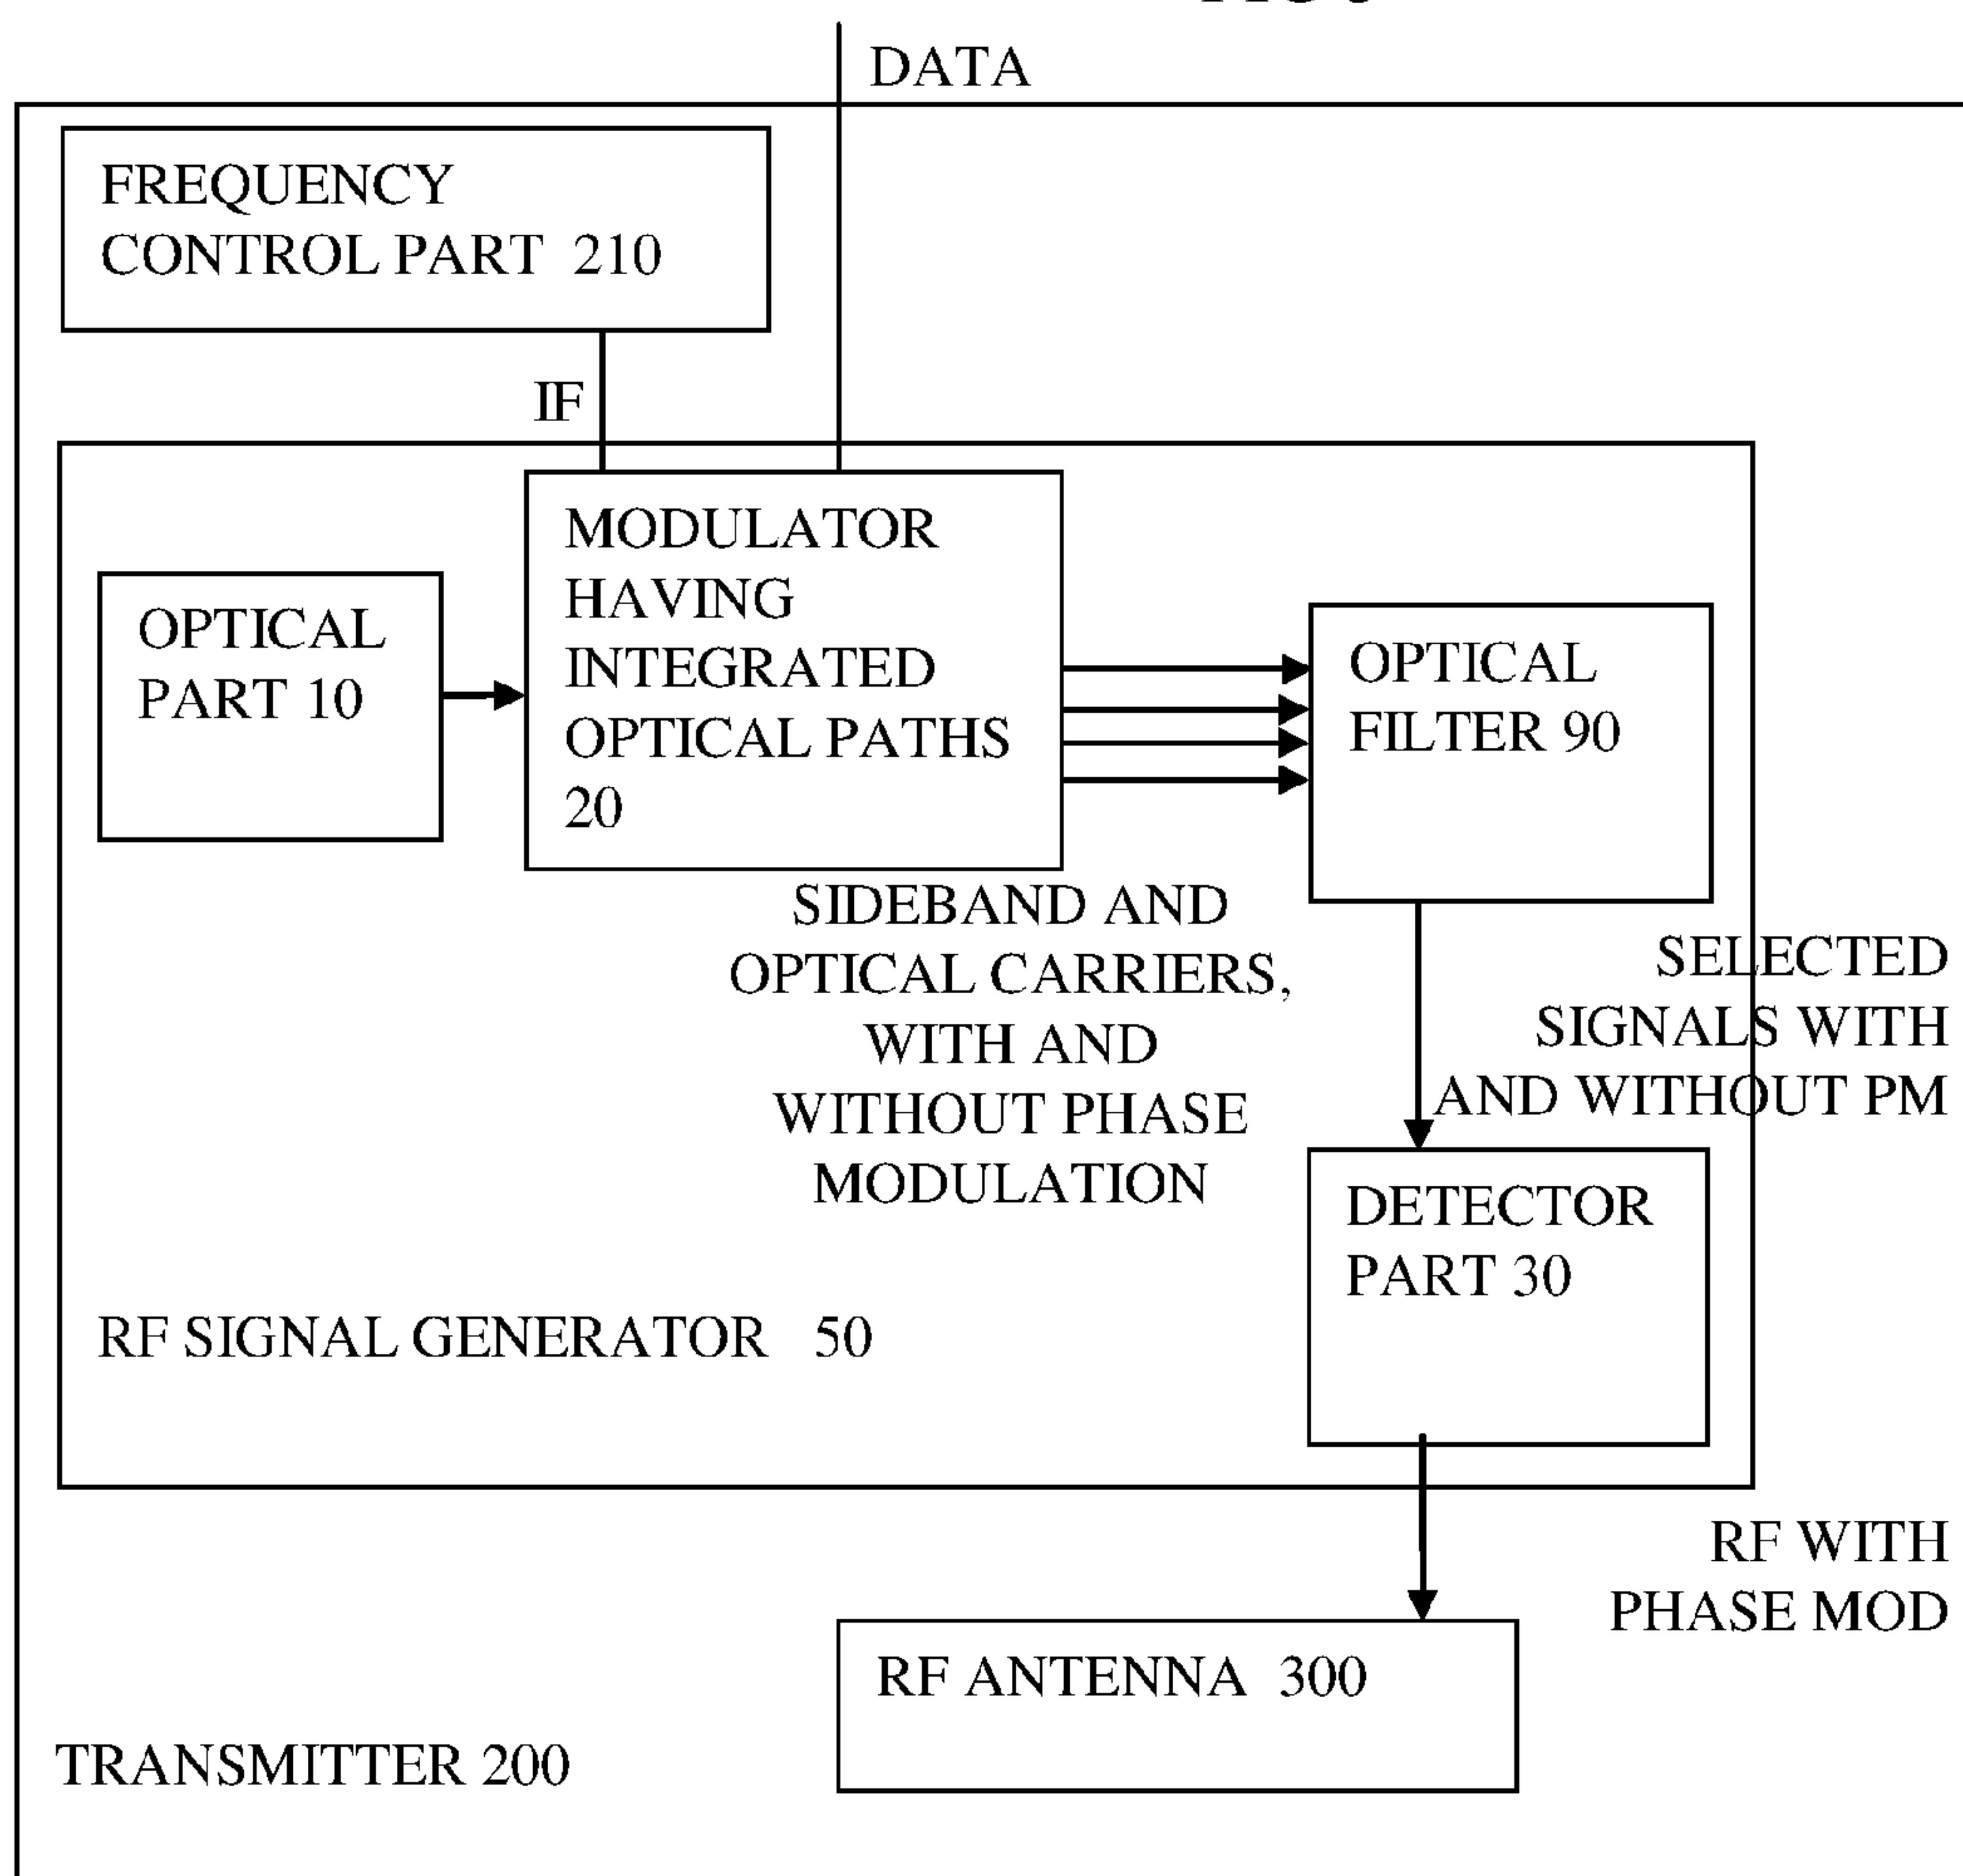 DATA
FREQUENCY
CONTROL PART 210
IF
MODULATOR
HAVING
INTEGRATED
OPTICAL PATHS
20
OPTICAL
PART 10
OPTICAL
FILTER 90
SIDEBAND AND
OPTICAL CARRIERS,
WITH AND
WITHOUT PHASE
MODULATION
SELECTED
SIGNALS WITH
AND WITHOUT PM
DETECTOR
PART 30
RF SIGNAL GENERATOR 50
RF WITH
PHASE MOD
RF ANTENNA 300
TRANSMITTER 200